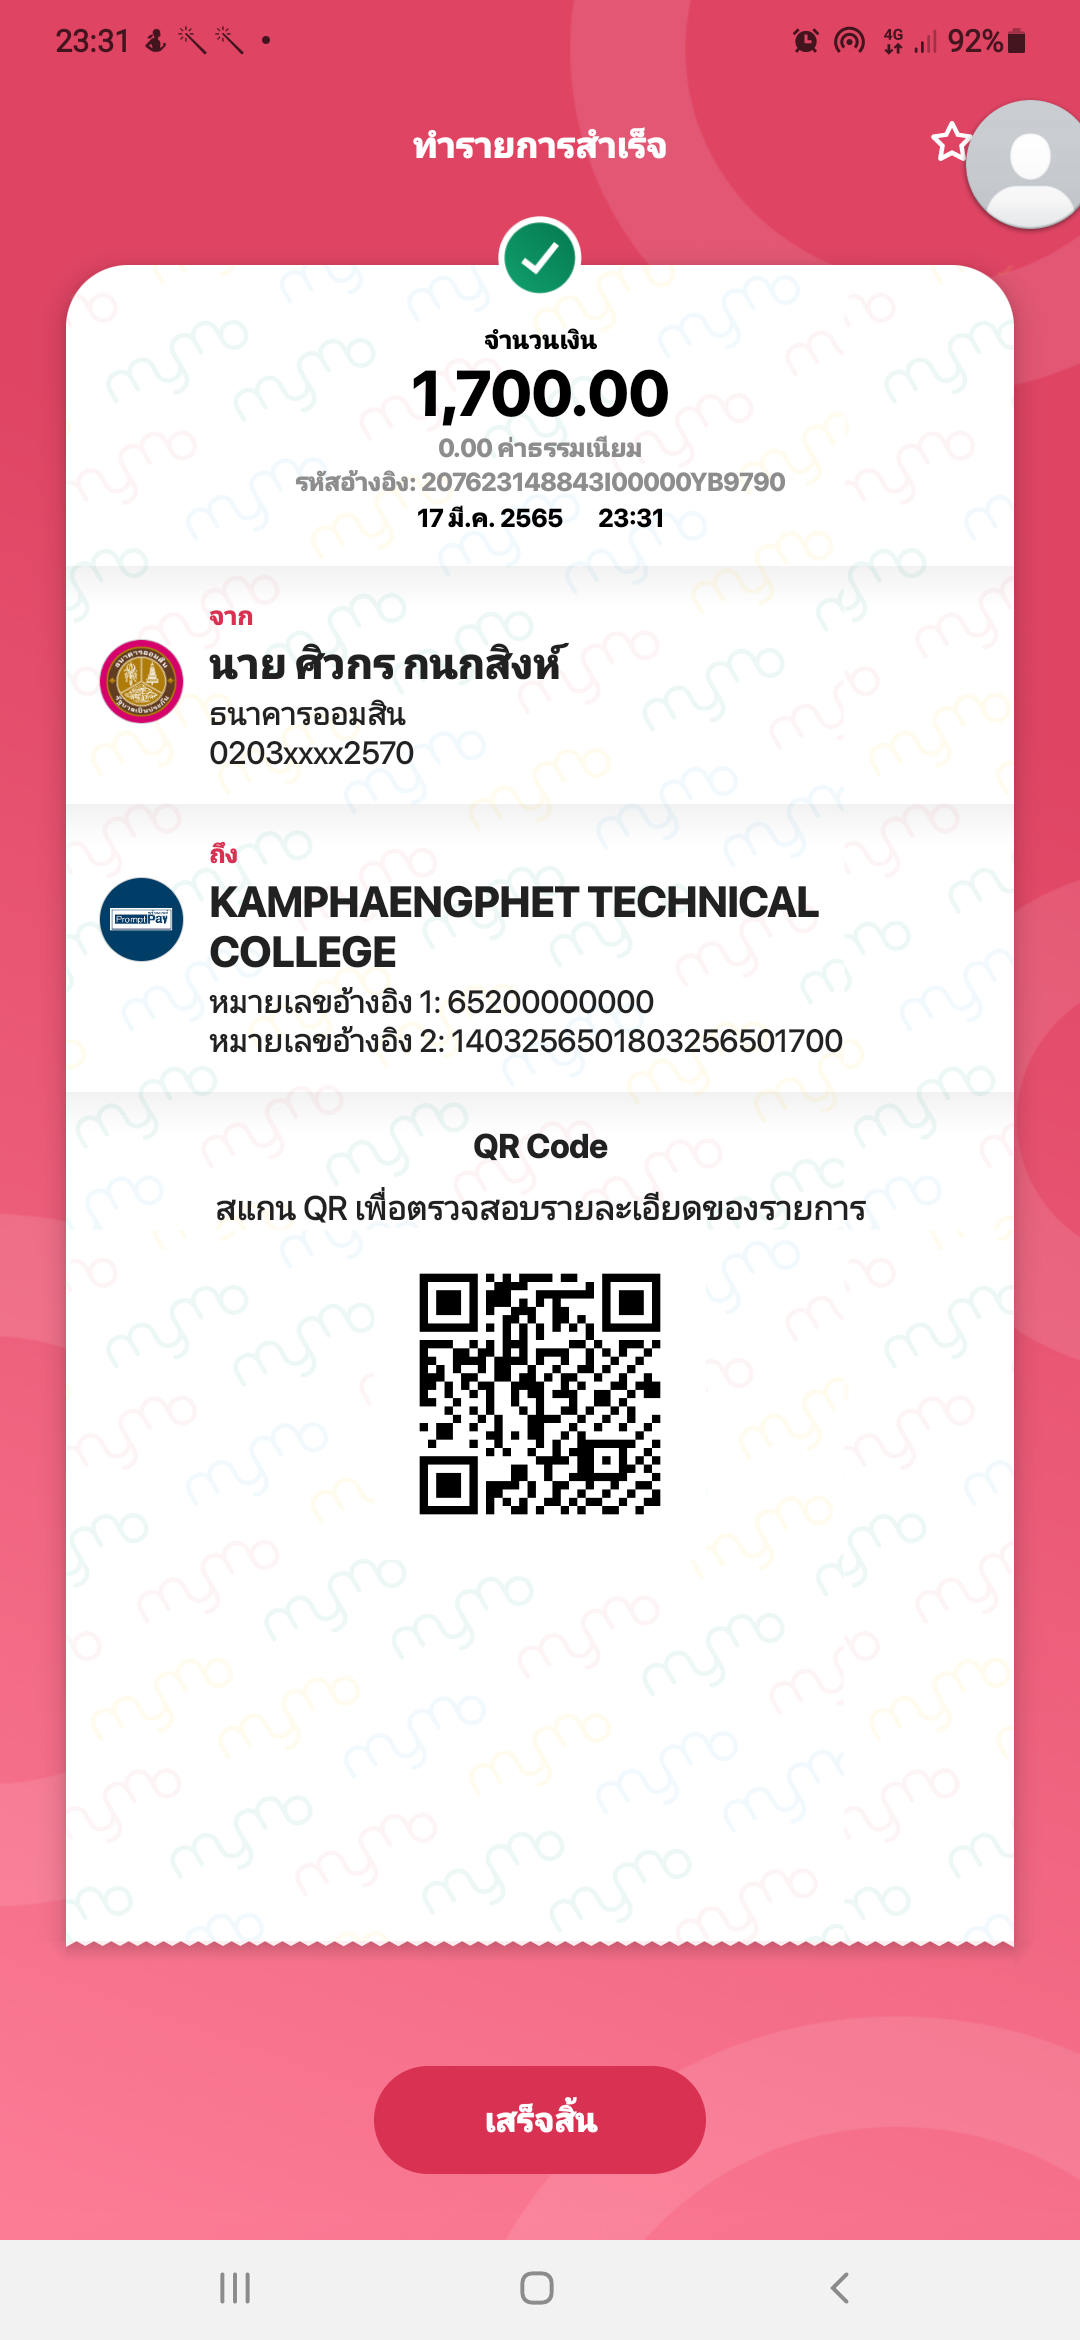 23:31
4G
92%
ทำรายการสำเร็จ
จำนวนเงิน
1,700.00
0.00 ค่าธรรมเนียม
รหัสอ้างอิง: 207623148843I00000YB9790
17 มี.ค. 2565 23:31
จาก
นาย ศิวกร กนกสิงห์
ธนาคารออมสิน
0203xxxx2570
ถึง
PromptPay
KAMPHAENGPHET TECHNICAL
COLLEGE
หมายเลขอ้างอิง 1: 65200000000
หมายเลขอ้างอิง 2: 1403256501803256501700
QR Code
สแกน QR เพื่อตรวจสอบรายละเอียดของรายการ
เสร็จสิ้น